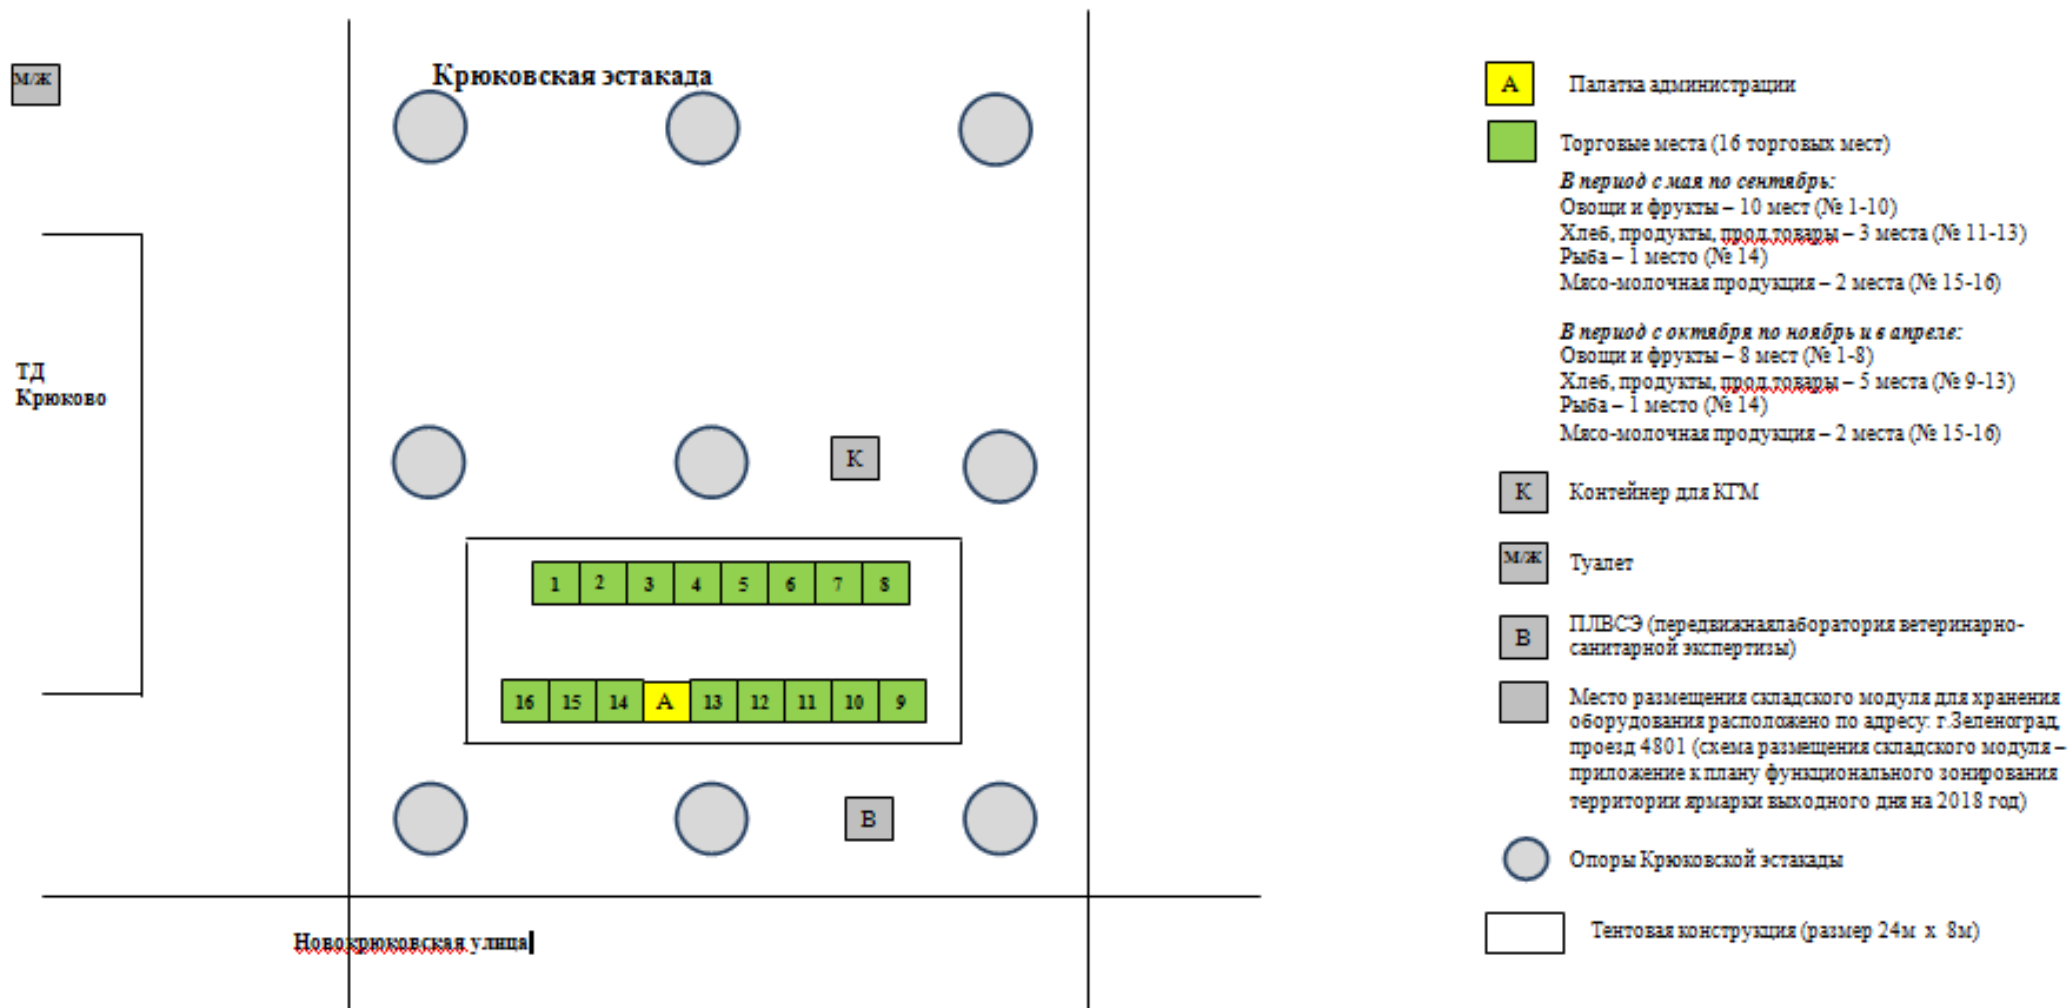 М/Ж
Крюковская эстакада
ТД
Крюково
К
1 2 3 4 5 6 7 8
16 15 14 А 13 12 11 10 9
В
Новокрюковская улица
А Палатка администрации
Торговые места (16 торговых мест)
В период с мая по сентябрь:
Овощи и фрукты – 10 мест (№ 1-10)
Хлеб, продукты, прод.товары – 3 места (№ 11-13)
Рыба – 1 место (№ 14)
Мясо-молочная продукция – 2 места (№ 15-16)
В период с октября по ноябрь и в апреле:
Овощи и фрукты – 8 мест (№ 1-8)
Хлеб, продукты, прод.товары – 5 места (№ 9-13)
Рыба – 1 место (№ 14)
Мясо-молочная продукция – 2 места (№ 15-16)
К Контейнер для КГМ
М/Ж Туалет
В ПЛВСЭ (передвижнаялаборатория ветеринарно-
санитарной экспертизы)
Место размещения складского модуля для хранения
оборудования расположено по адресу: г.Зеленоград,
проезд 4801 (схема размещения складского модуля –
приложение к плану функционального зонирования
территории ярмарки выходного дня на 2018 год)
Опоры Крюковской эстакады
Тентовая конструкция (размер 24м х 8м)